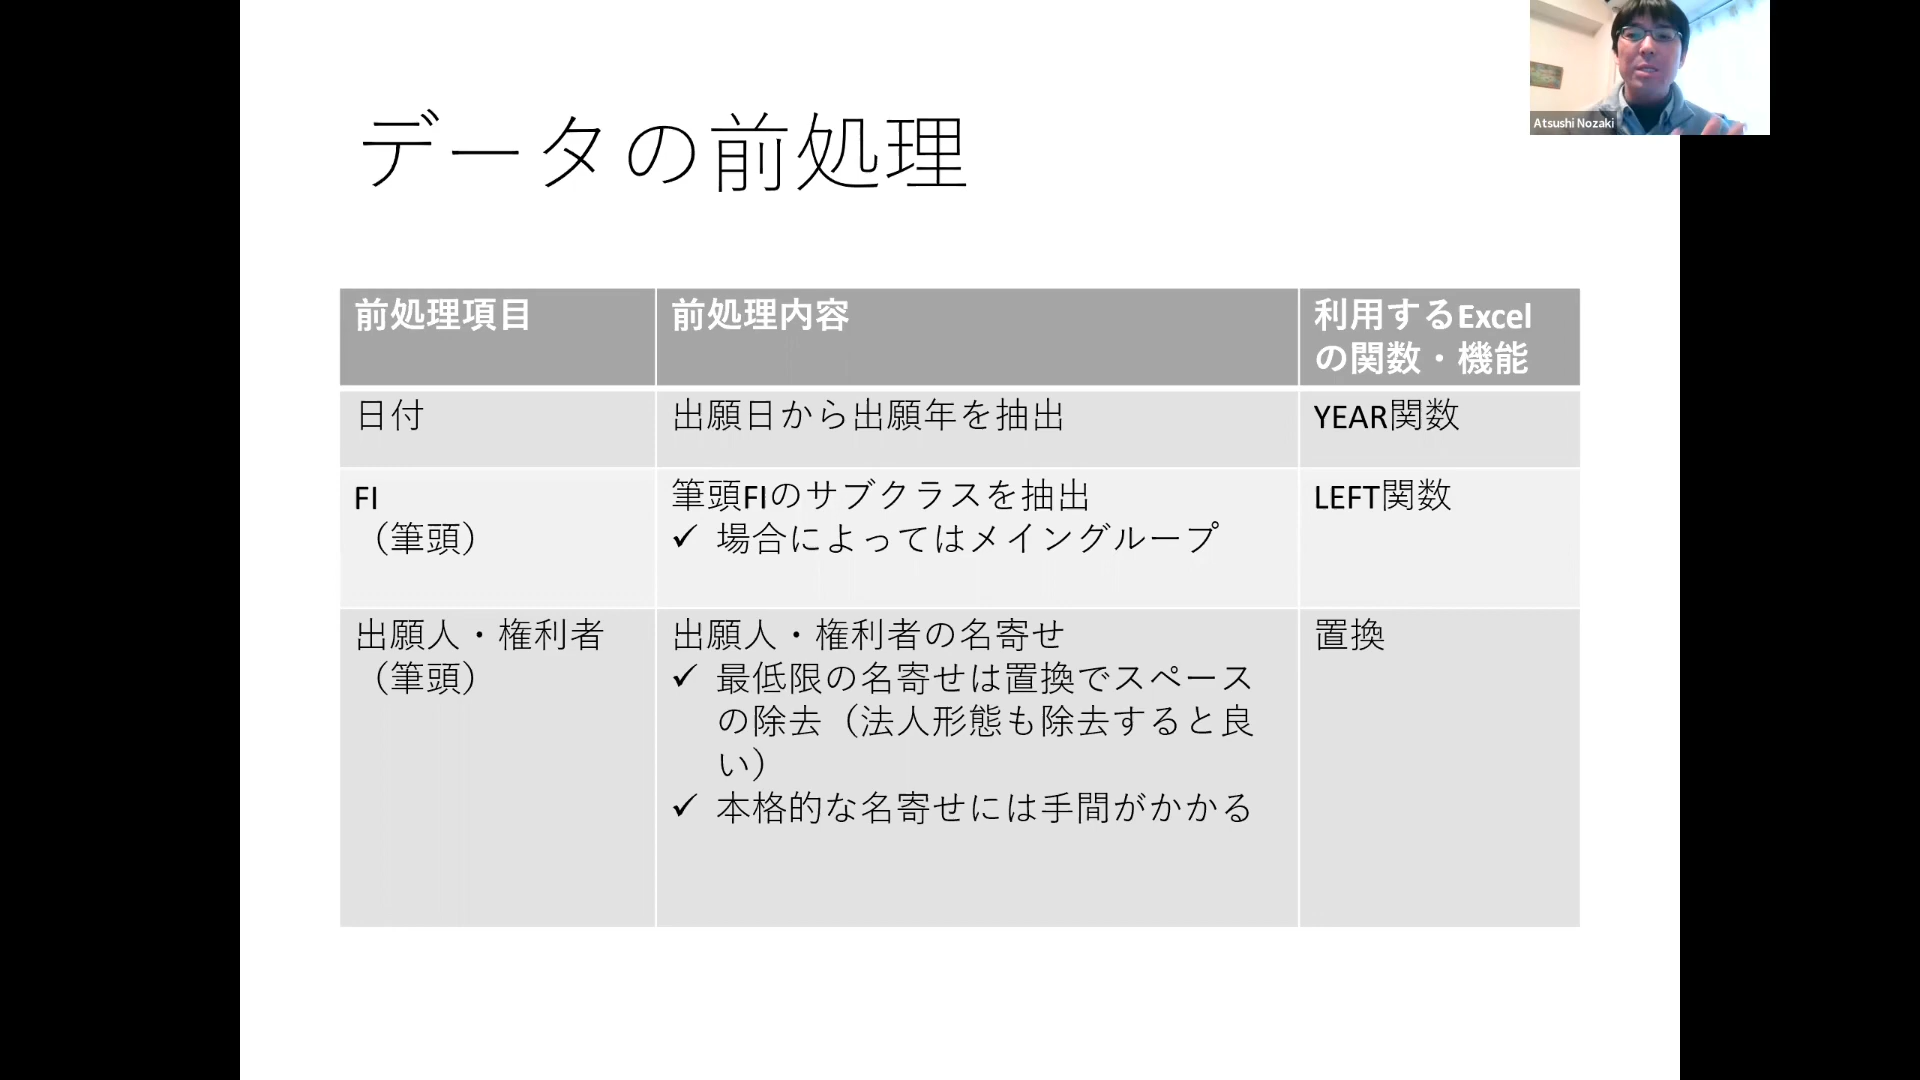 データの前処理
Atsushi Nozaki
前処理項目
前処理内容
利用するExcel
の関数・機能
日付
出願日から出願年を抽出
YEAR関数
FI
（筆頭）
筆頭FIのサブクラスを抽出
✓ 場合によってはメイングループ
LEFT関数
出願人・権利者
（筆頭）
出願人・権利者の名寄せ
✓ 最低限の名寄せは置換でスペース
の除去（法人形態も除去すると良
い）
✓ 本格的な名寄せには手間がかかる
置換